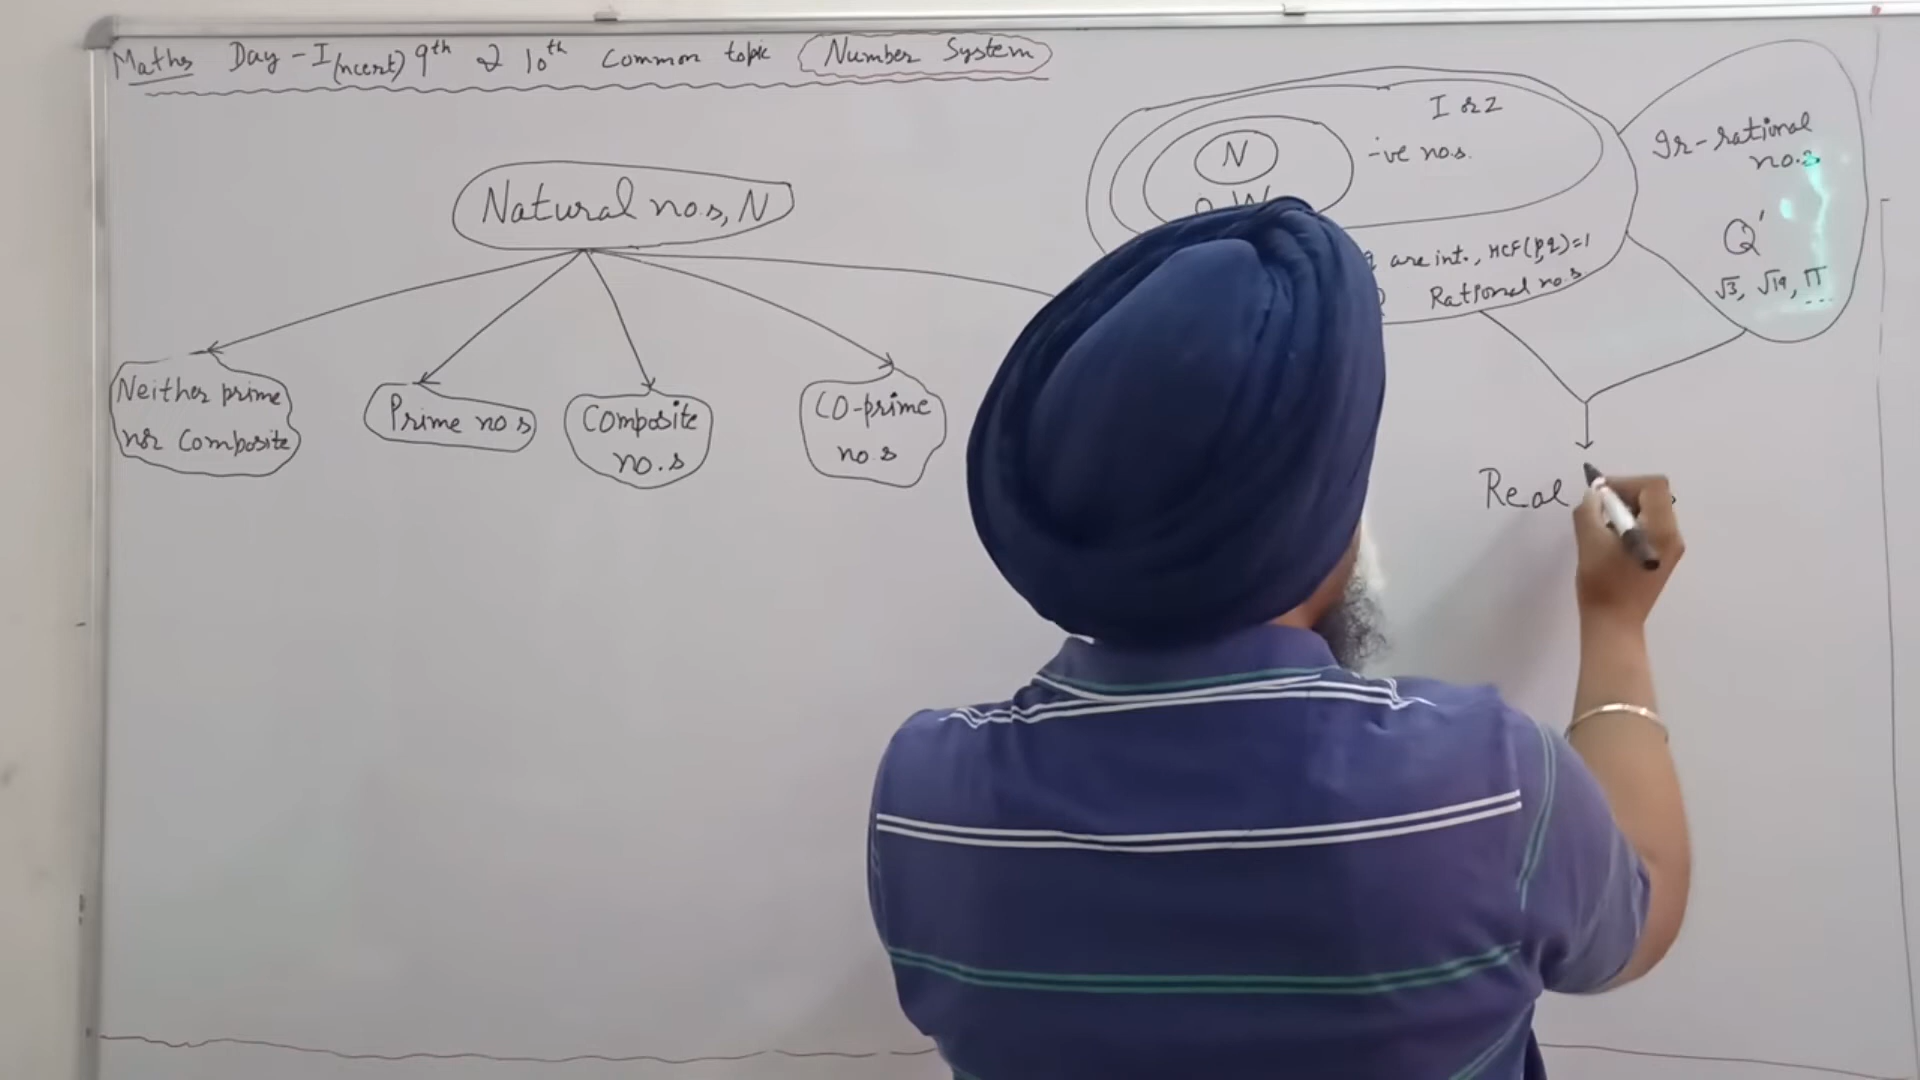 Maths Day-I (ncert) 9th & 10th Common topic Number System
Natural no.s, N
Neither prime
nor Composite
Prime no s
Composite
no.s
CO-prime
no.s
I or Z
-ve no.s.
N
o W
q are int., HCF(p,q)=1
Rational no.s.
Ir-rational
no.s
Q'
√3, √19, π ...
Real